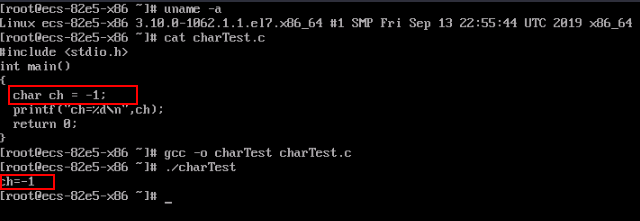 [root@ecs-82e5-x86 ~]# uname -a
Linux ecs-82e5-x86 3.10.0-1062.1.1.el7.x86_64 #1 SMP Fri Sep 13 22:55:44 UTC 2019 x86_64
[root@ecs-82e5-x86 ~]# cat charTest.c
#include <stdio.h>
int main()
{
  char ch = -1;
  printf("ch=%d\n",ch);
  return 0;
}
[root@ecs-82e5-x86 ~]# gcc -o charTest charTest.c
[root@ecs-82e5-x86 ~]# ./charTest
ch=-1
[root@ecs-82e5-x86 ~]# _